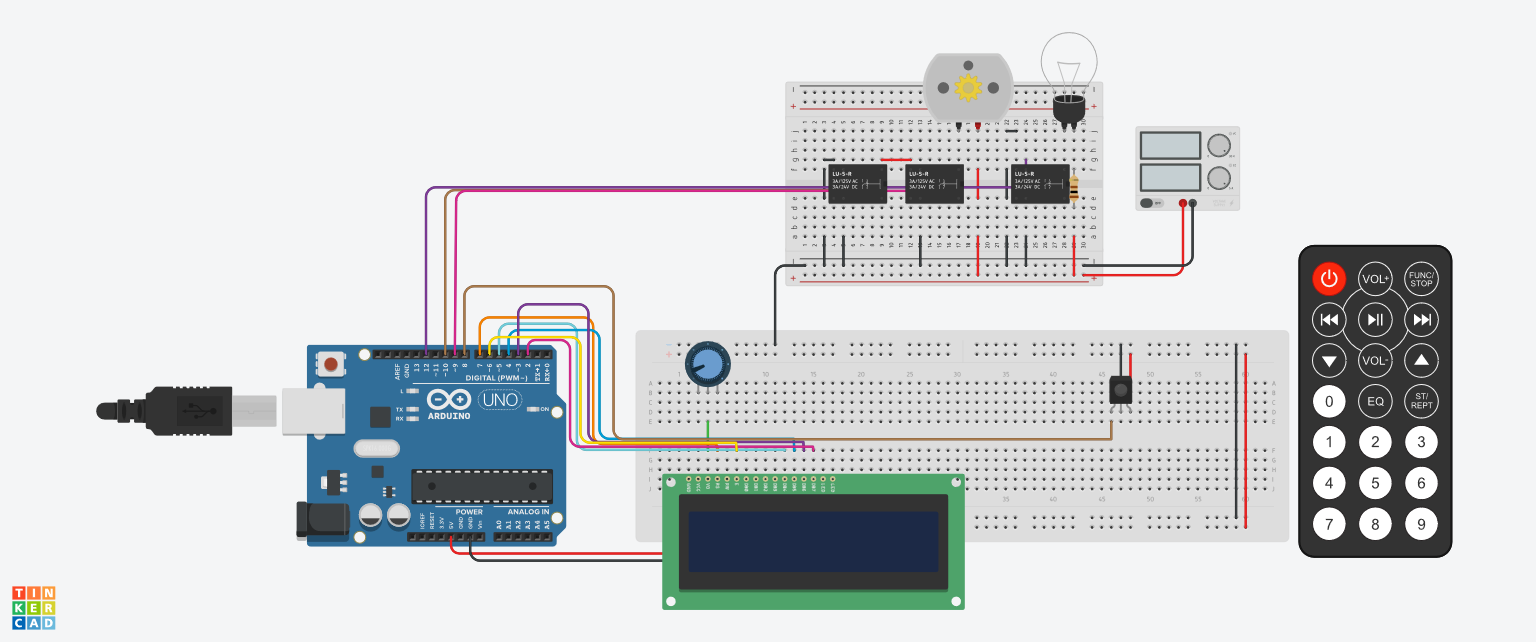 LU-5-R
3A/125V AC
3A/24V DC
LU-5-R
3A/125V AC
3A/24V DC
LU-5-R
3A/125V AC
3A/24V DC
VOL+
FUNC/
STOP
VOL-
0
EQ
ST/
REPT
1
2
3
4
5
6
7
8
9
AREF
GND
13
12
~11
~10
~9
8
7
~6
~5
4
~3
2
TX→1
RX←0
DIGITAL (PWM~)
L
TX
RX
ARDUINO
UNO
ON
POWER
ANALOG IN
IOREF
RESET
3.3V
5V
GND
GND
Vin
A0
A1
A2
A3
A4
A5
TIN
KER
CAD